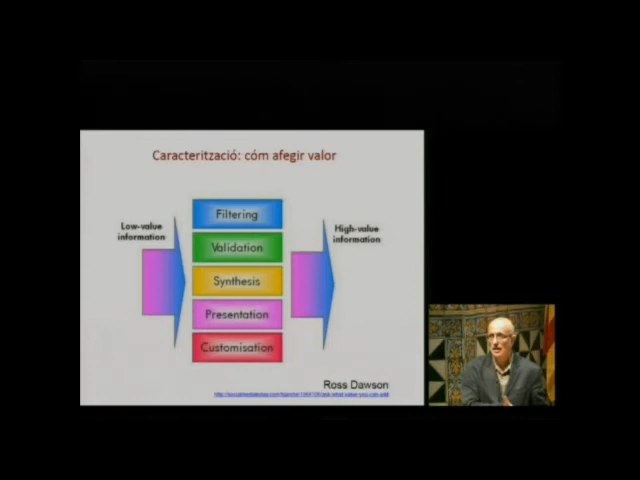 Caracterització: cóm afegir valor
Low-value
information
Filtering
Validation
Synthesis
Presentation
Customisation
High-value
information
Ross Dawson